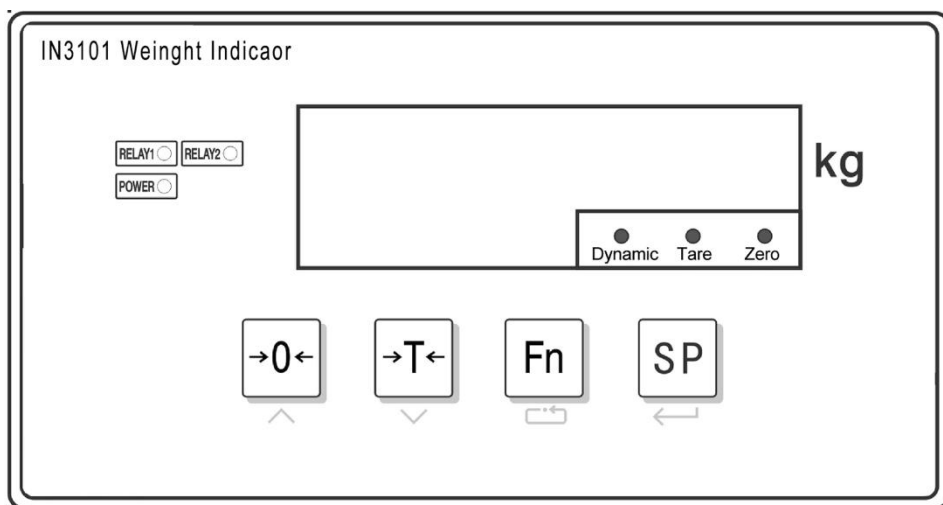 IN3101 Weinght Indicaor
RELAY1 RELAY2
POWER
kg
Dynamic Tare Zero
→0← →T← Fn SP